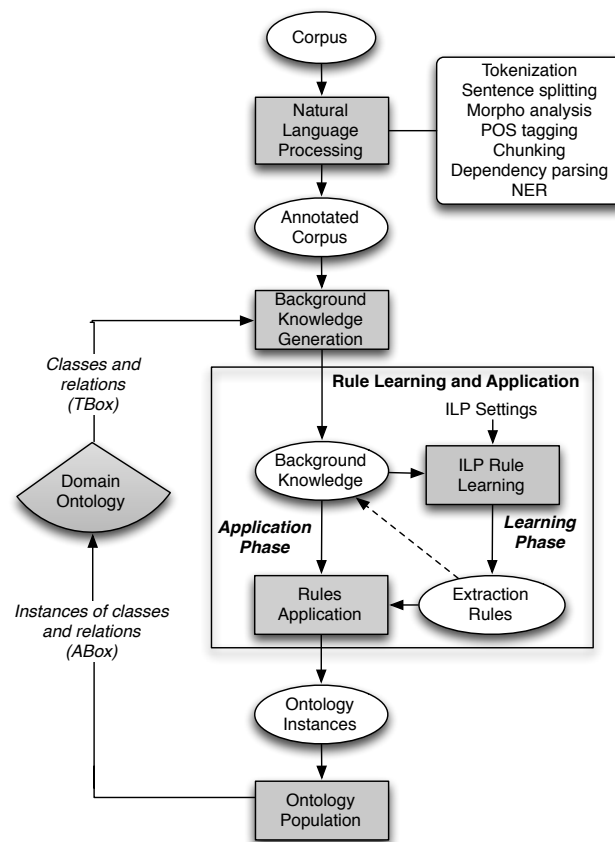 Corpus
Natural
Language
Processing
Tokenization
Sentence splitting
Morpho analysis
POS tagging
Chunking
Dependency parsing
NER
Annotated
Corpus
Background
Knowledge
Generation
Classes and
relations
(TBox)
Rule Learning and Application
ILP Settings
Background
Knowledge
ILP Rule
Learning
Domain
Ontology
Application
Phase
Learning
Phase
Instances of classes
and relations
(ABox)
Rules
Application
Extraction
Rules
Ontology
Instances
Ontology
Population